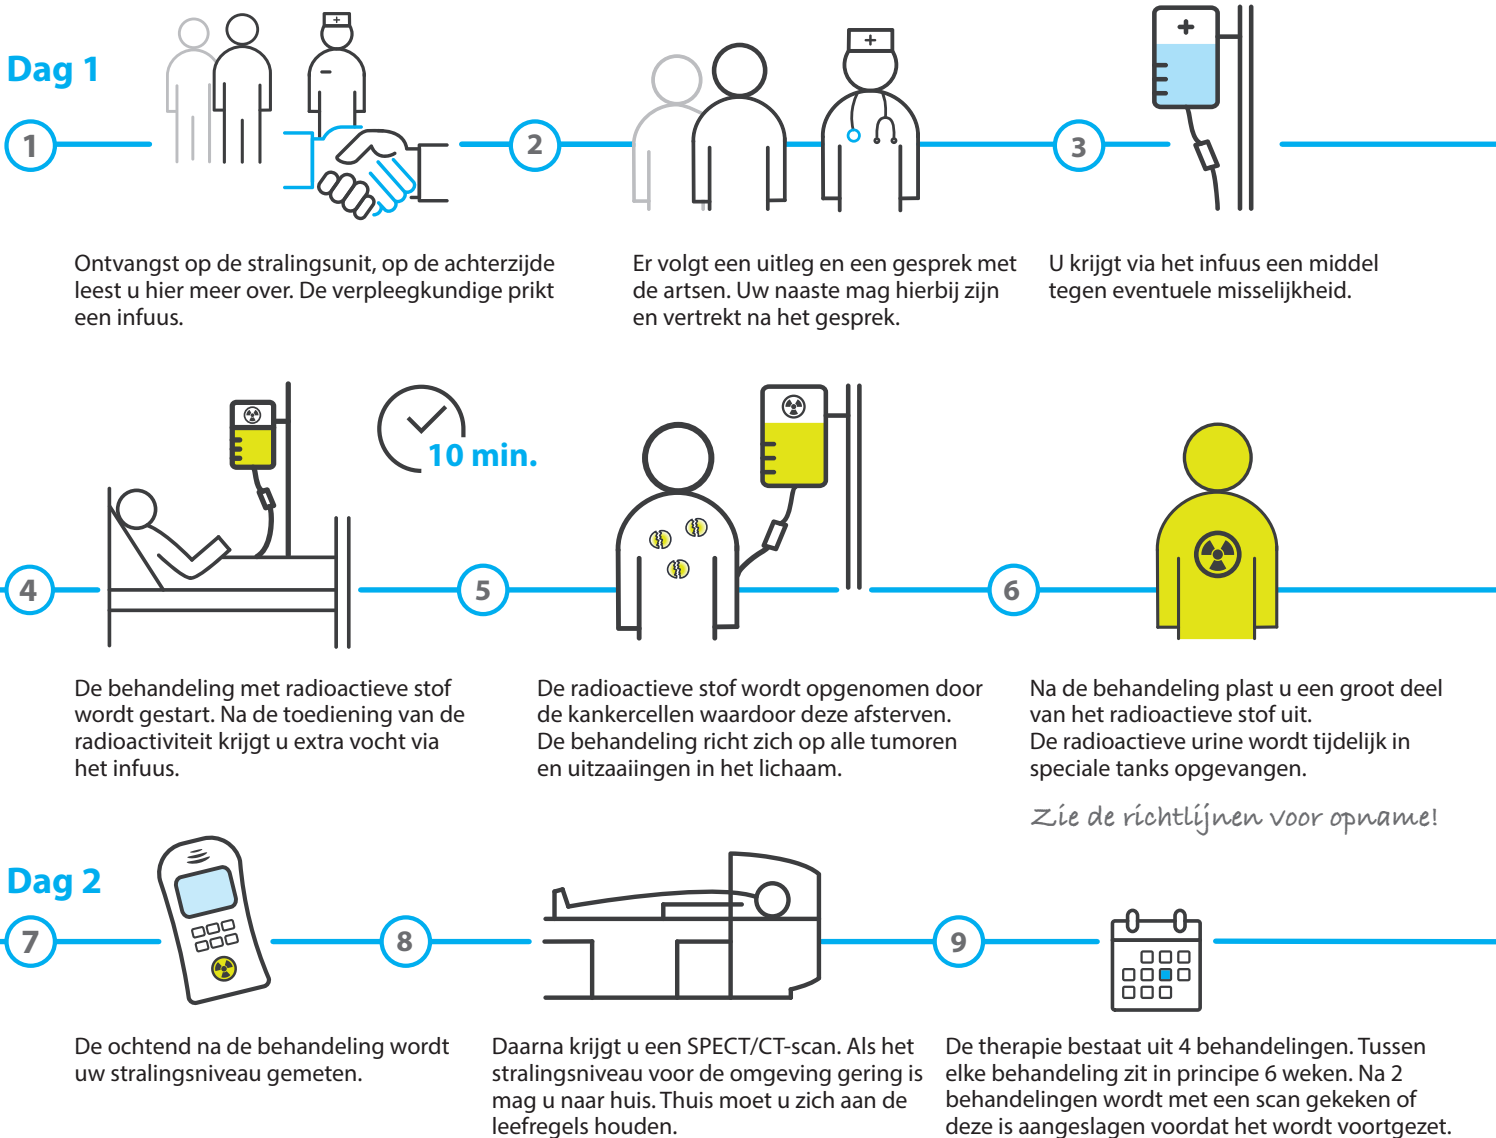 Dag 1
1
2
3
Ontvangst op de stralingsunit, op de achterzijde
leest u hier meer over. De verpleegkundige prikt
een infuus.
Er volgt een uitleg en een gesprek met
de artsen. Uw naaste mag hierbij zijn
en vertrekt na het gesprek.
U krijgt via het infuus een middel
tegen eventuele misselijkheid.
10 min.
4
5
6
De behandeling met radioactieve stof
wordt gestart. Na de toediening van de
radioactiviteit krijgt u extra vocht via
het infuus.
De radioactieve stof wordt opgenomen door
de kankercellen waardoor deze afsterven.
De behandeling richt zich op alle tumoren
en uitzaaiingen in het lichaam.
Na de behandeling plast u een groot deel
van het radioactieve stof uit.
De radioactieve urine wordt tijdelijk in
speciale tanks opgevangen.
Zie de richtlijnen voor opname!
Dag 2
7
8
9
De ochtend na de behandeling wordt
uw stralingsniveau gemeten.
Daarna krijgt u een SPECT/CT-scan. Als het
stralingsniveau voor de omgeving gering is
mag u naar huis. Thuis moet u zich aan de
leefregels houden.
De therapie bestaat uit 4 behandelingen. Tussen
elke behandeling zit in principe 6 weken. Na 2
behandelingen wordt met een scan gekeken of
deze is aangeslagen voordat het wordt voortgezet.